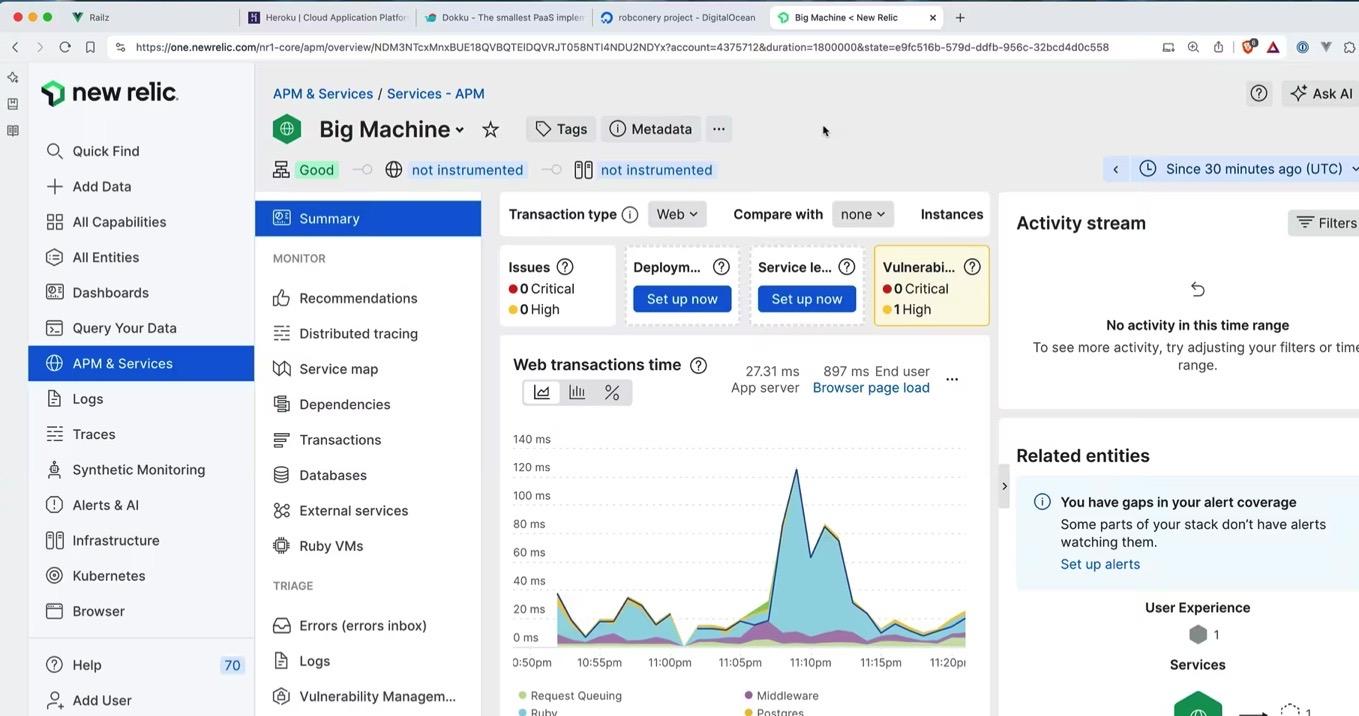 Railz
Heroku | Cloud Application Platfor
Dokku - The smallest PaaS implem
robconery project - DigitalOcean
Big Machine < New Relic
https://one.newrelic.com/nr1-core/apm/overview/NDM3NTcxMnxBUE18QVBQTElDQVRJT058NTI4NDU2NDYx?account=4375712&duration=1800000&state=e9fc516b-579d-ddfb-956c-32bcd4d0c558
new relic.
Quick Find
Add Data
All Capabilities
All Entities
Dashboards
Query Your Data
APM & Services
Logs
Traces
Synthetic Monitoring
Alerts & AI
Infrastructure
Kubernetes
Browser
Help 70
Add User
APM & Services / Services - APM
Big Machine
Tags
Metadata
Ask AI
Good
not instrumented
not instrumented
Since 30 minutes ago (UTC)
Summary
MONITOR
Recommendations
Distributed tracing
Service map
Dependencies
Transactions
Databases
External services
Ruby VMs
TRIAGE
Errors (errors inbox)
Logs
Vulnerability Managem...
Transaction type Web Compare with none Instances
Issues
0 Critical
0 High
Deploym...
Set up now
Service le...
Set up now
Vulnerabi...
0 Critical
1 High
Web transactions time
27.31 ms
App server
897 ms End user
Browser page load
140 ms
120 ms
100 ms
80 ms
60 ms
40 ms
20 ms
0 ms
0:50pm 10:55pm 11:00pm 11:05pm 11:10pm 11:15pm 11:20p
Request Queuing
Middleware
Ruby
Postgres
Activity stream
Filters
No activity in this time range
To see more activity, try adjusting your filters or time
range.
Related entities
You have gaps in your alert coverage
Some parts of your stack don't have alerts
watching them.
Set up alerts
User Experience
1
Services
1